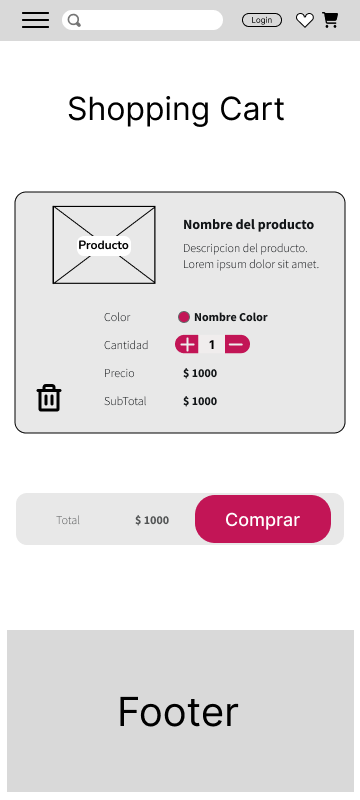 Login
Shopping Cart
Producto
Nombre del producto
Descripcion del producto.
Lorem ipsum dolor sit amet.
Color
Nombre Color
Cantidad
1
Precio
$ 1000
SubTotal
$ 1000
Total
$ 1000
Comprar
Footer